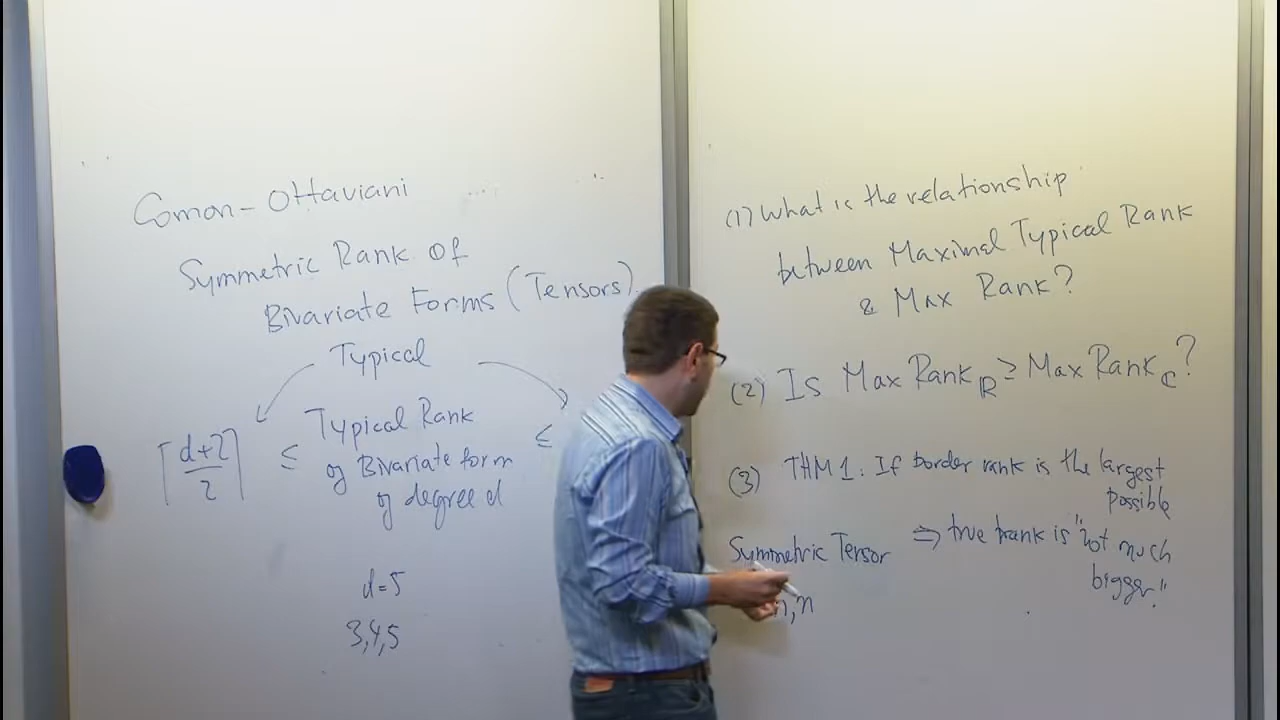 Comon-Ottaviani
Symmetric Rank of
Bivariate Forms (Tensors)
Typical
⌈d+2/2⌉ ≤ Typical Rank ≤
of Bivariate form
of degree d
d=5
3,4,5
(1) What is the relationship
between Maximal Typical Rank
& Max Rank?
(2) Is Max Rank_R ≥ Max Rank_C?
(3) THM 1. If border rank is the largest
possible
Symmetric Tensor ⇒ true rank is "not much
bigger."
n,n